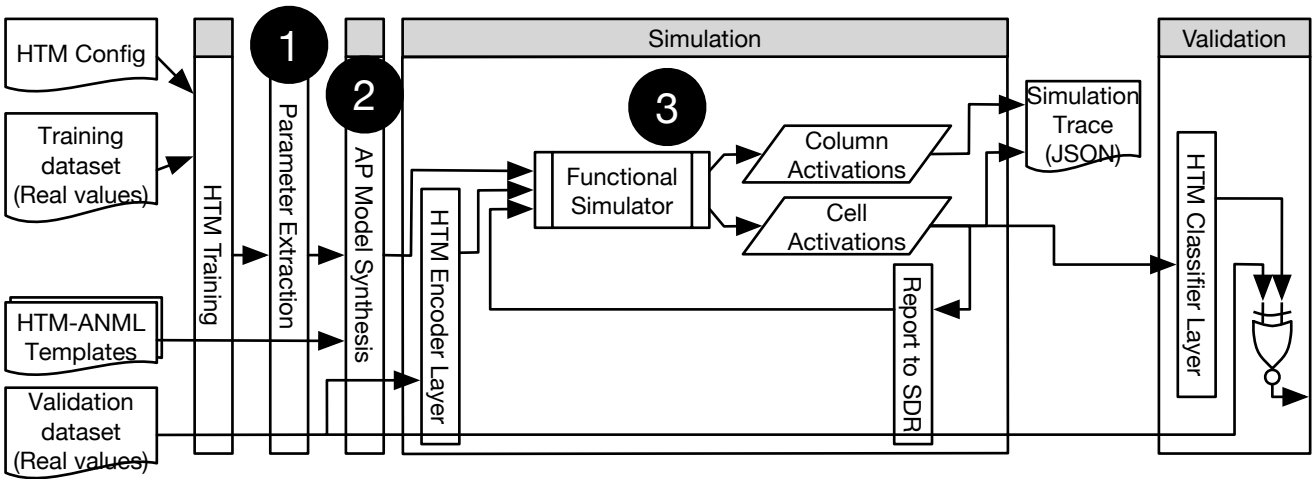 HTM Config
Training
dataset
(Real values)
HTM-ANML
Templates
Validation
dataset
(Real values)
HTM Training
1
Parameter Extraction
2
AP Model Synthesis
Simulation
HTM Encoder Layer
3
Functional
Simulator
Column
Activations
Cell
Activations
Report to SDR
Simulation
Trace
(JSON)
Validation
HTM Classifier Layer